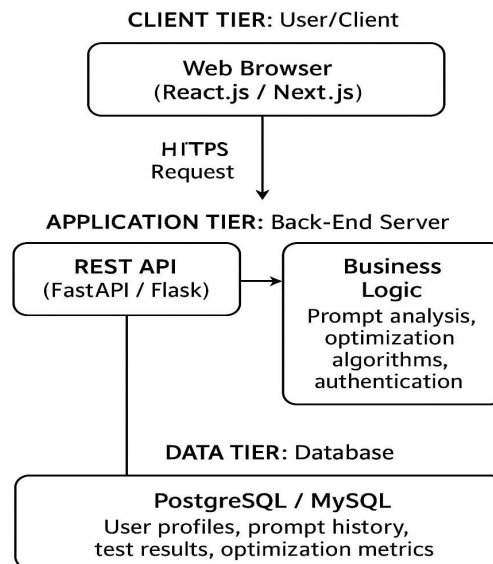 CLIENT TIER: User/Client
Web Browser
(React.js / Next.js)
HITPS
Request
APPLICATION TIER: Back-End Server
REST API
(FastAPI / Flask)
Business
Logic
Prompt analysis,
optimization
algorithms,
authentication
DATA TIER: Database
PostgreSQL / MySQL
User profiles, prompt history,
test results, optimization metrics